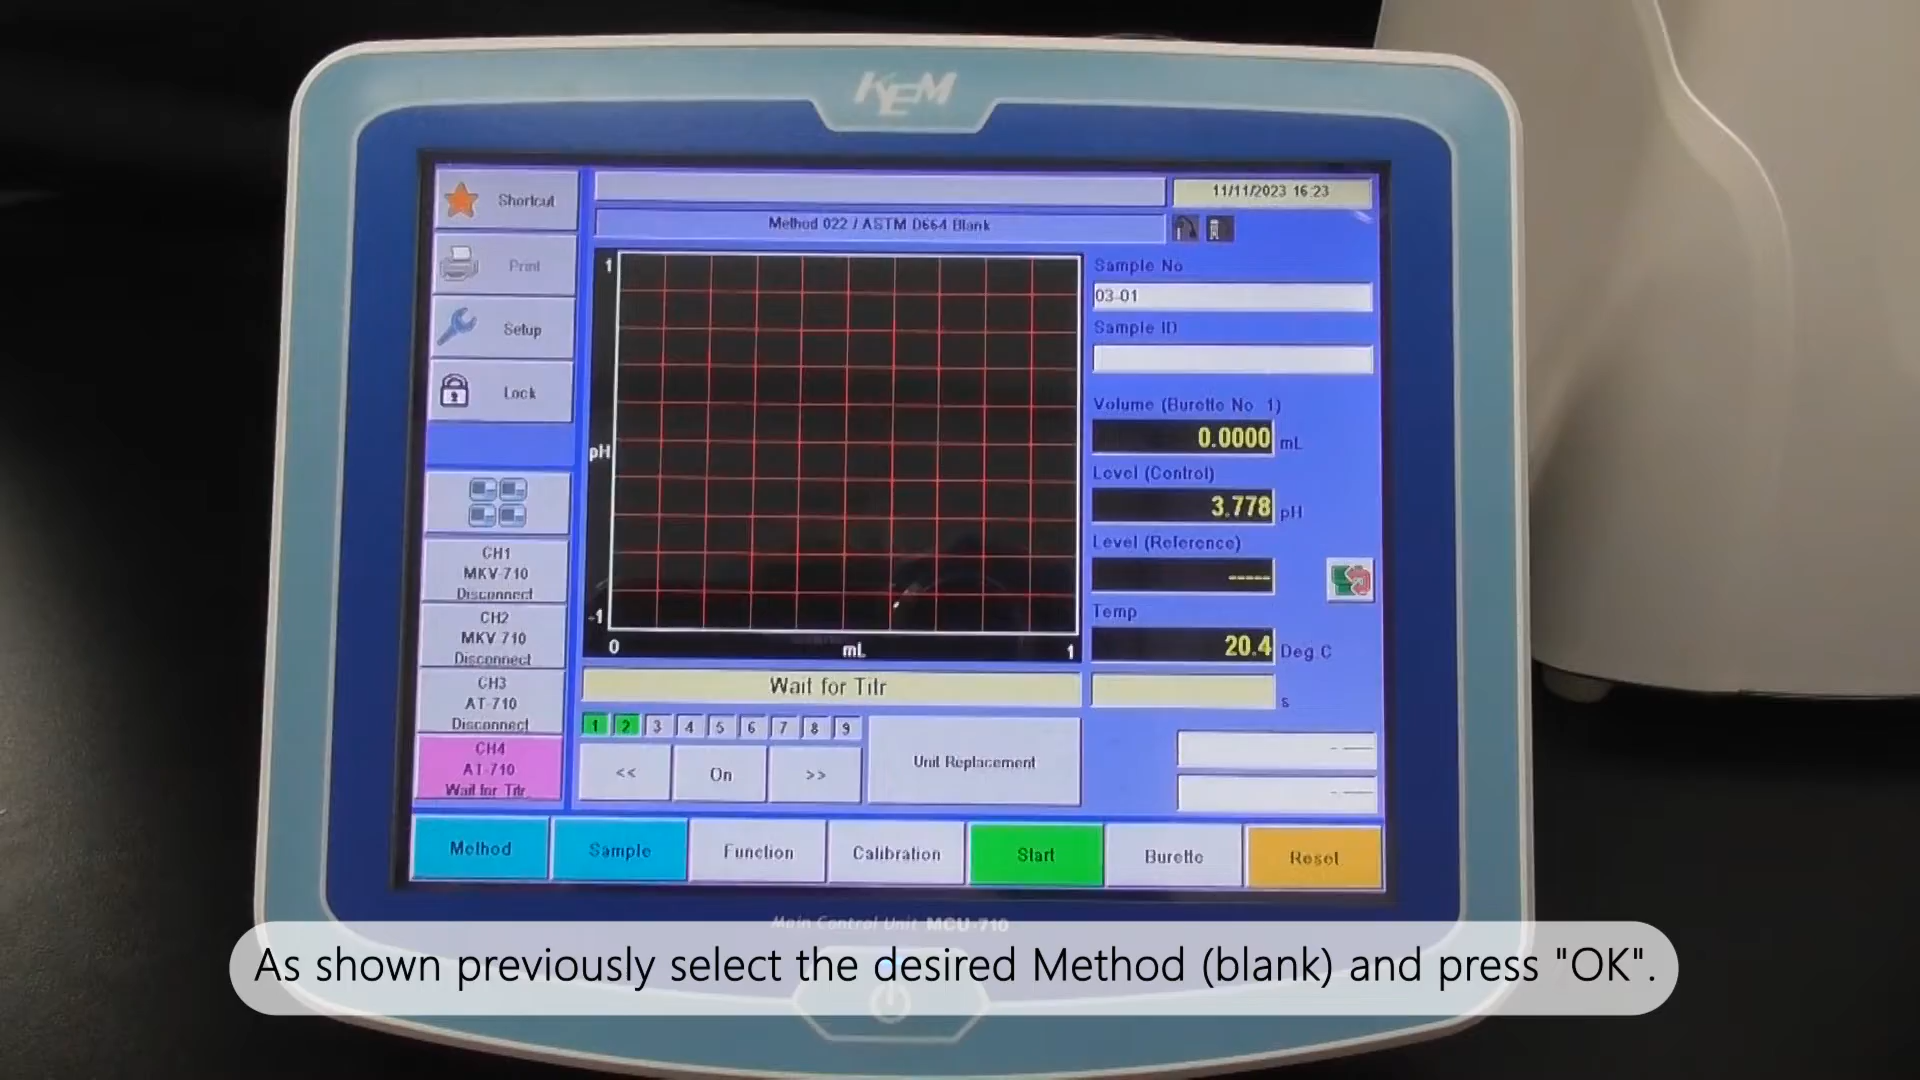 KEM
Shortcut
Print
Setup
Lock
CH1
MKV-710
Disconnect
CH2
MKV-710
Disconnect
CH3
AT-710
Disconnect
CH4
AT-710
Wait for Titr
11/11/2023 16:23
Method 022 / ASTM D664 Blank
1
pH
-1
0
mL
1
Sample No
03-01
Sample ID
Volume (Burette No 1)
0.0000 mL
Level (Control)
3.778 pH
Level (Reference)
-----
Temp
20.4 Deg C
Wait for Titr
s
1 2 3 4 5 6 7 8 9
<< On >>
Unit Replacement
Method Sample Function Calibration Start Burette Reset
Main Control Unit MCU-710
As shown previously select the desired Method (blank) and press "OK".